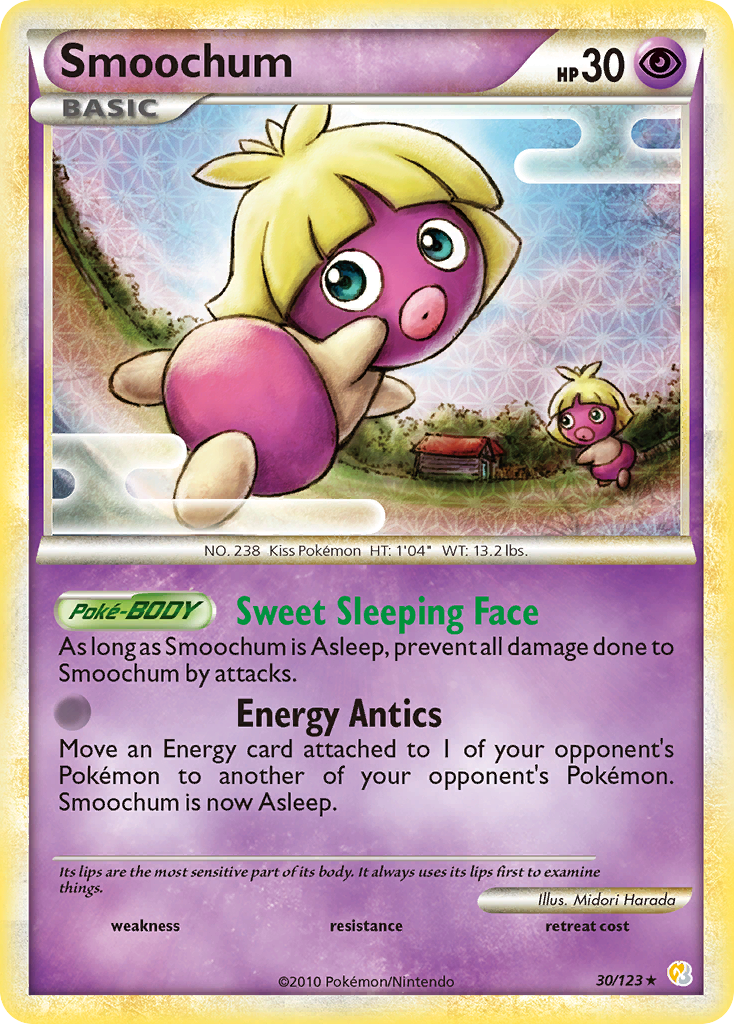 Smoochum
HP 30
BASIC
NO. 238 Kiss Pokémon HT: 1'04" WT: 13.2 lbs.
Poké-BODY Sweet Sleeping Face
As long as Smoochum is Asleep, prevent all damage done to
Smoochum by attacks.
Energy Antics
Move an Energy card attached to 1 of your opponent's
Pokémon to another of your opponent's Pokémon.
Smoochum is now Asleep.
Its lips are the most sensitive part of its body. It always uses its lips first to examine
things.
Illus. Midori Harada
weakness resistance retreat cost
©2010 Pokémon/Nintendo 30/123 ★